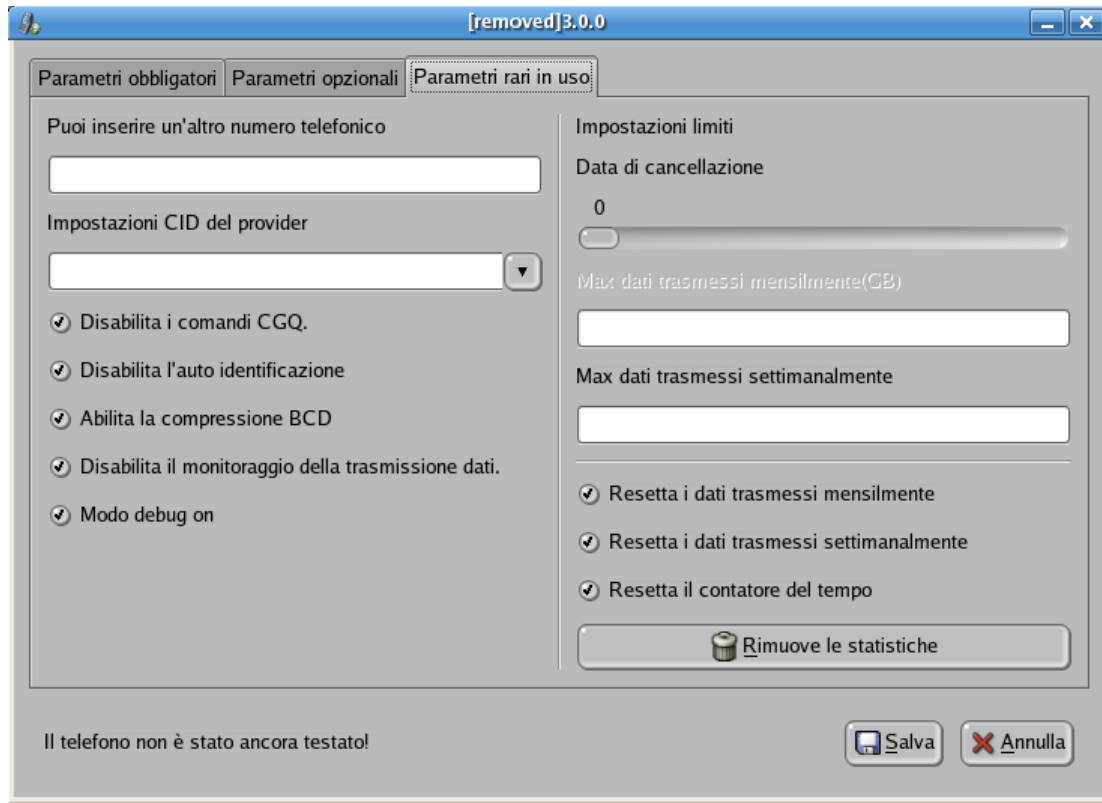 [removed]3.0.0
Parametri obbligatori
Parametri opzionali
Parametri rari in uso
Puoi inserire un'altro numero telefonico
Impostazioni CID del provider
Disabilita i comandi CGQ.
Disabilita l'auto identificazione
Abilita la compressione BCD
Disabilita il monitoraggio della trasmissione dati.
Modo debug on
Impostazioni limiti
Data di cancellazione
0
Max dati trasmessi mensilmente(GB)
Max dati trasmessi settimanalmente
Resetta i dati trasmessi mensilmente
Resetta i dati trasmessi settimanalmente
Resetta il contatore del tempo
Rimuove le statistiche
Il telefono non è stato ancora testato!
Salva
Annulla